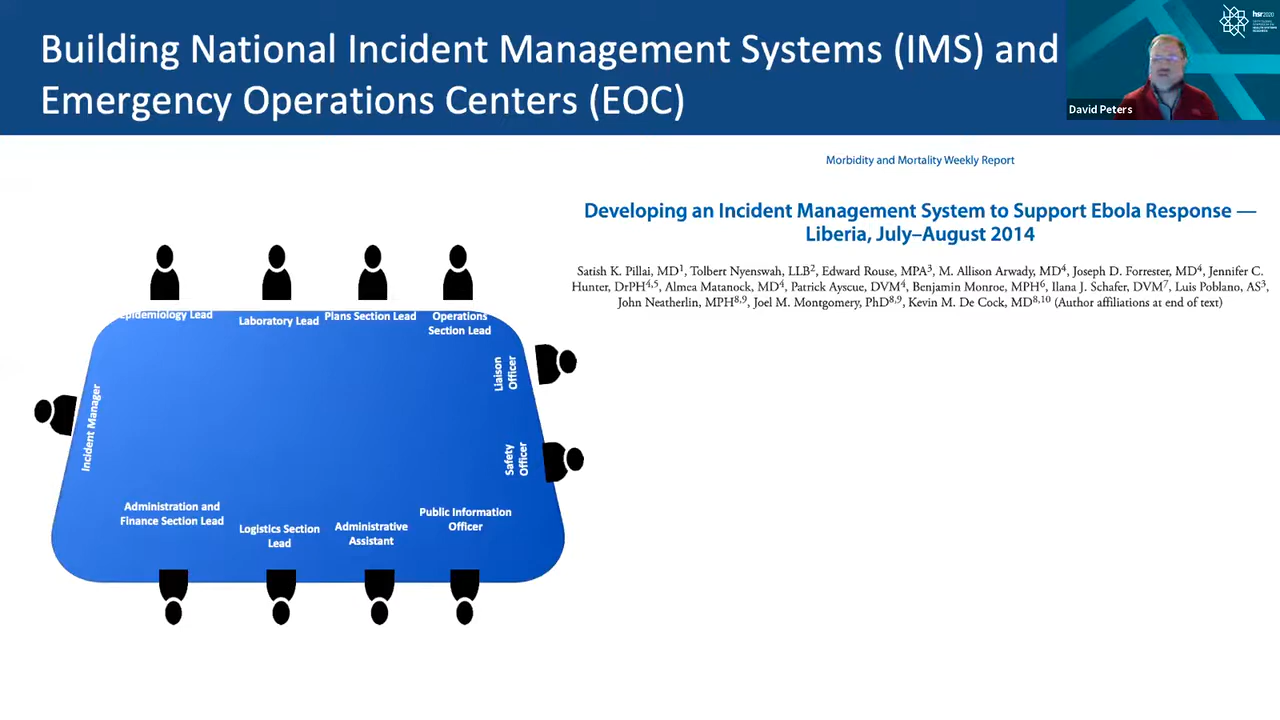 Building National Incident Management Systems (IMS) and
Emergency Operations Centers (EOC)
hsr2020
David Peters
Morbidity and Mortality Weekly Report
Developing an Incident Management System to Support Ebola Response —
Liberia, July–August 2014
Satish K. Pillai, MD1, Tolbert Nyenswah, LLB2, Edward Rouse, MPA3, M. Allison Arwady, MD4, Joseph D. Forrester, MD4, Jennifer C.
Hunter, DrPH4,5, Almea Matanock, MD4, Patrick Ayscue, DVM4, Benjamin Monroe, MPH6, Ilana J. Schafer, DVM7, Luis Poblano, AS3,
John Neatherlin, MPH8,9, Joel M. Montgomery, PhD8,9, Kevin M. De Cock, MD8,10 (Author affiliations at end of text)
Epidemiology Lead
Laboratory Lead
Plans Section Lead
Operations
Section Lead
Liaison
Officer
Safety
Officer
Incident Manager
Administration and
Finance Section Lead
Logistics Section
Lead
Administrative
Assistant
Public Information
Officer